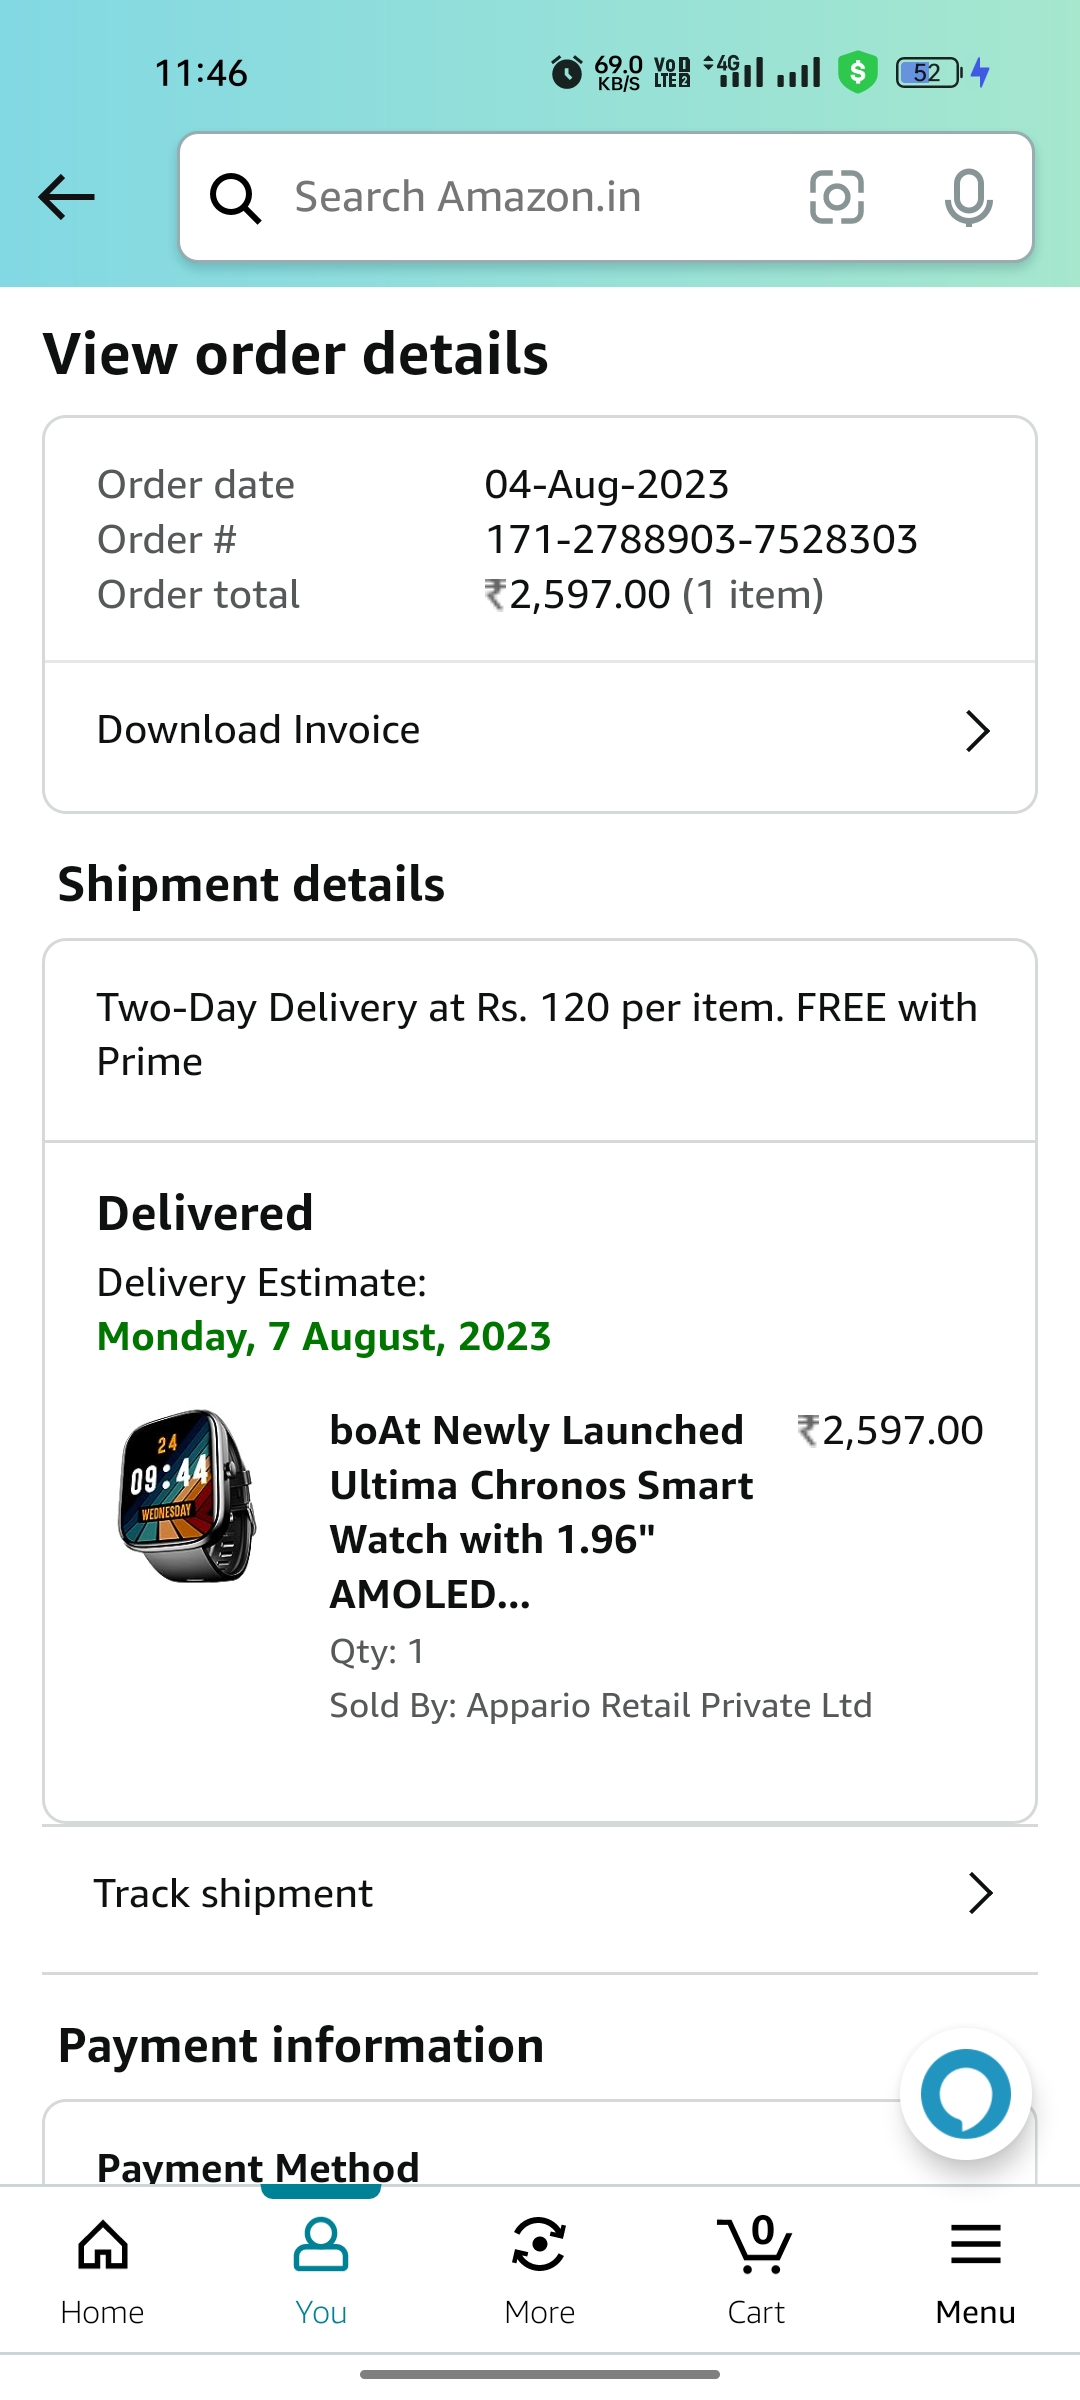 11:46
69.0 KB/S
Vo LTE 2
4G
$
52
Search Amazon.in
View order details
Order date 04-Aug-2023
Order # 171-2788903-7528303
Order total ₹2,597.00 (1 item)
Download Invoice
Shipment details
Two-Day Delivery at Rs. 120 per item. FREE with
Prime
Delivered
Delivery Estimate:
Monday, 7 August, 2023
24
09:44
WEDNESDAY
boAt Newly Launched ₹2,597.00
Ultima Chronos Smart
Watch with 1.96"
AMOLED...
Qty: 1
Sold By: Appario Retail Private Ltd
Track shipment
Payment information
Payment Method
0
Home You More Cart Menu